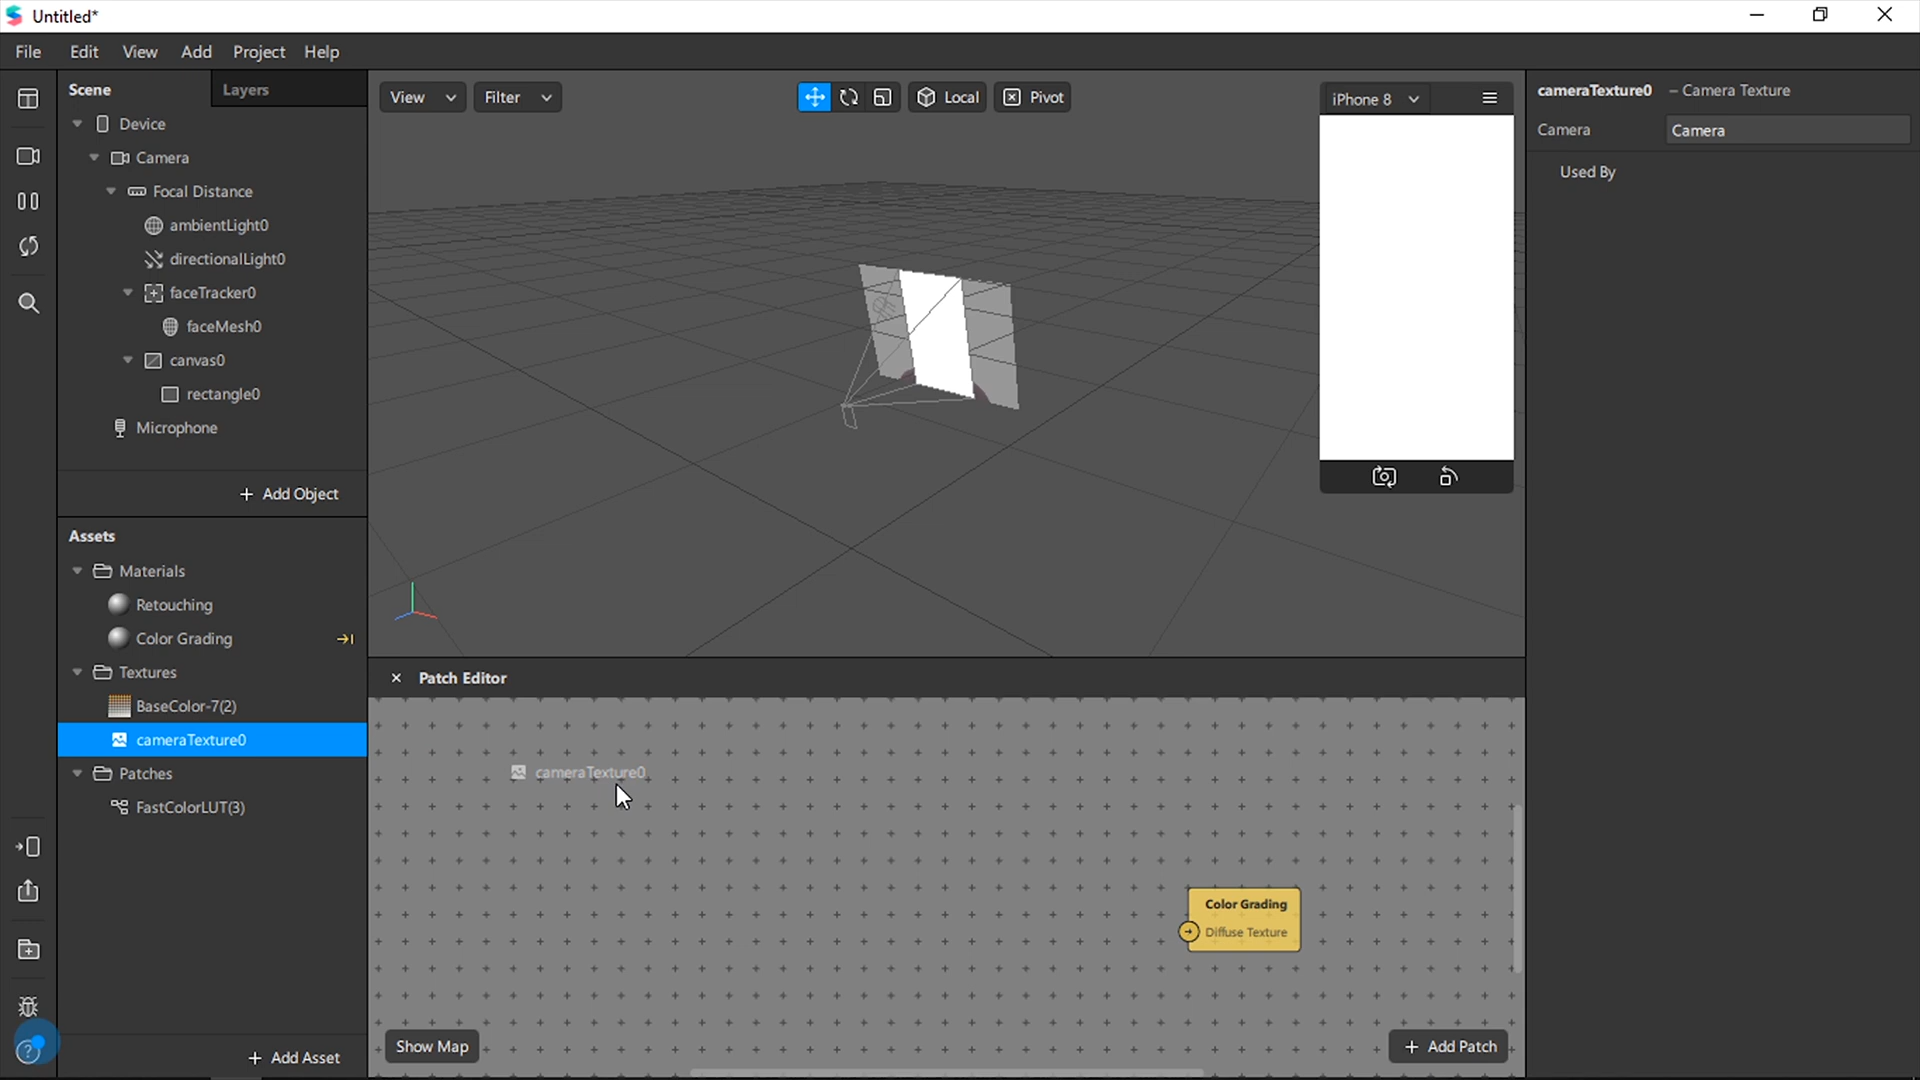 Untitled*
File Edit View Add Project Help
Scene Layers
Device
Camera
Focal Distance
ambientLight0
directionalLight0
faceTracker0
faceMesh0
canvas0
rectangle0
Microphone
+ Add Object
Assets
Materials
Retouching
Color Grading
Textures
BaseColor-7(2)
cameraTexture0
Patches
FastColorLUT(3)
+ Add Asset
View Filter Local Pivot
iPhone 8
Patch Editor
cameraTexture0
Color Grading
Diffuse Texture
Show Map
+ Add Patch
cameraTexture0 – Camera Texture
Camera Camera
Used By